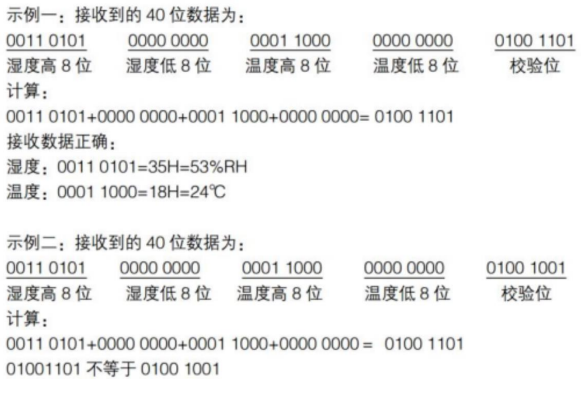 示例一：接收到的 40 位数据为：
0011 0101 0000 0000 0001 1000 0000 0000 0100 1101
湿度高 8 位 湿度低 8 位 温度高 8 位 温度低 8 位 校验位
计算：
0011 0101+0000 0000+0001 1000+0000 0000= 0100 1101
接收数据正确：
湿度：0011 0101=35H=53%RH
温度：0001 1000=18H=24℃
示例二：接收到的 40 位数据为：
0011 0101 0000 0000 0001 1000 0000 0000 0100 1001
湿度高 8 位 湿度低 8 位 温度高 8 位 温度低 8 位 校验位
计算：
0011 0101+0000 0000+0001 1000+0000 0000 = 0100 1101
01001101 不等于 0100 1001